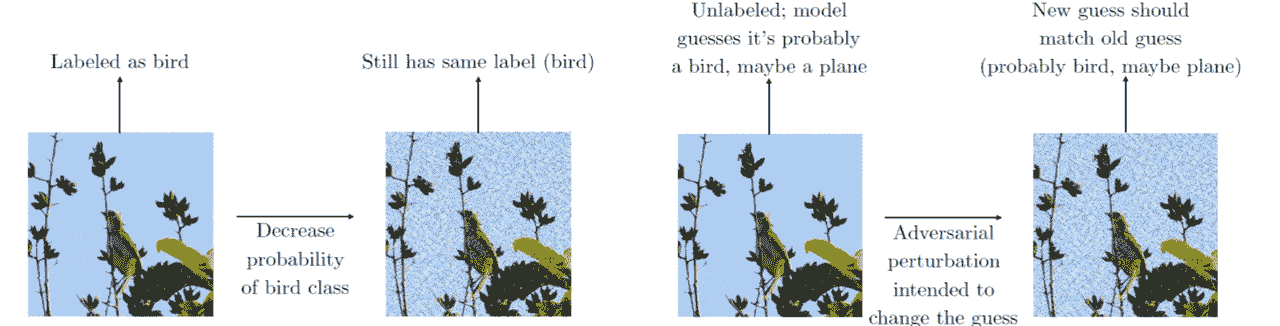 Labeled as bird
Decrease
probability
of bird class
Still has same label (bird)
Unlabeled; model
guesses it's probably
a bird, maybe a plane
Adversarial
perturbation
intended to
change the guess
New guess should
match old guess
(probably bird, maybe plane)